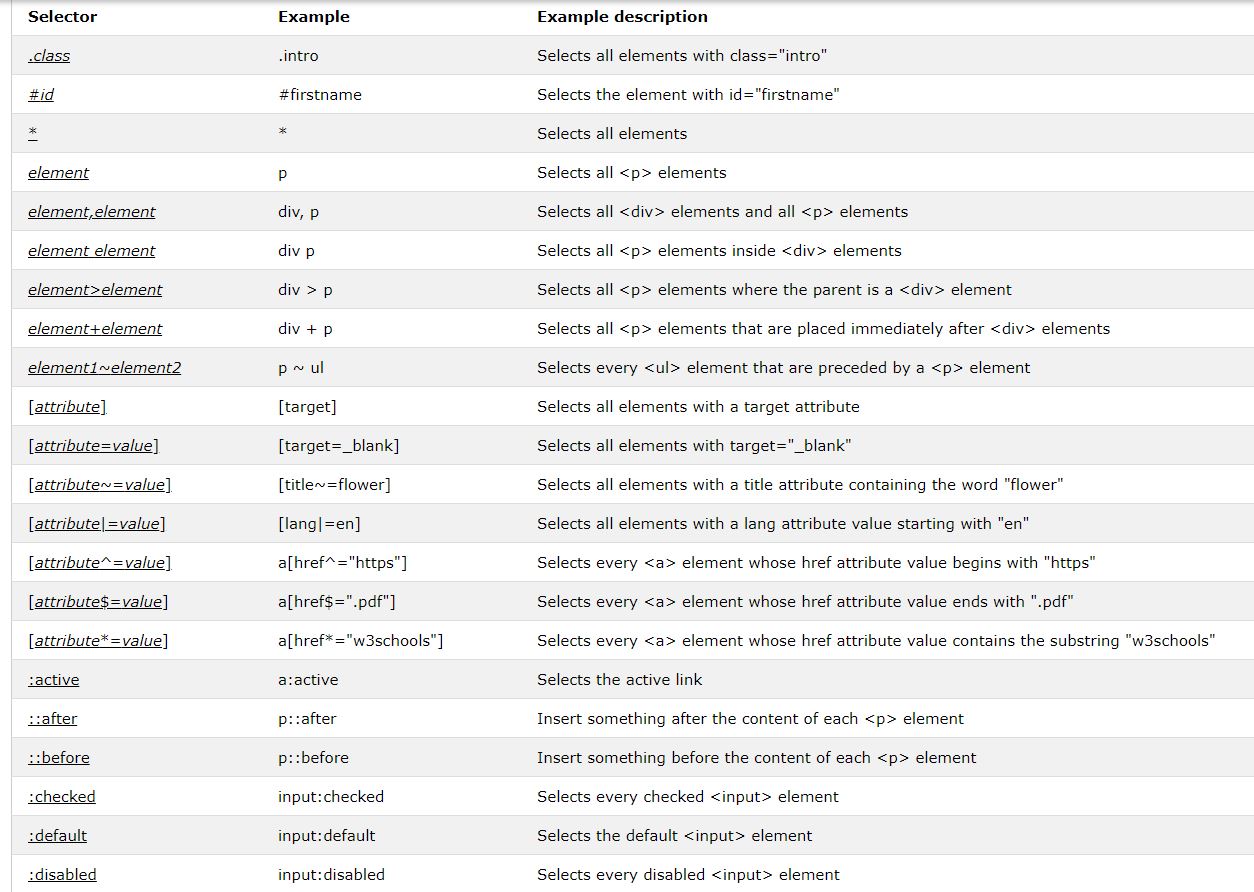 Selector Example Example description
.class .intro Selects all elements with class="intro"
#id #firstname Selects the element with id="firstname"
* * Selects all elements
element p Selects all <p> elements
element,element div, p Selects all <div> elements and all <p> elements
element element div p Selects all <p> elements inside <div> elements
element>element div > p Selects all <p> elements where the parent is a <div> element
element+element div + p Selects all <p> elements that are placed immediately after <div> elements
element1~element2 p ~ ul Selects every <ul> element that are preceded by a <p> element
[attribute] [target] Selects all elements with a target attribute
[attribute=value] [target=_blank] Selects all elements with target="_blank"
[attribute~=value] [title~=flower] Selects all elements with a title attribute containing the word "flower"
[attribute|=value] [lang|=en] Selects all elements with a lang attribute value starting with "en"
[attribute^=value] a[href^="https"] Selects every <a> element whose href attribute value begins with "https"
[attribute$=value] a[href$=".pdf"] Selects every <a> element whose href attribute value ends with ".pdf"
[attribute*=value] a[href*="w3schools"] Selects every <a> element whose href attribute value contains the substring "w3schools"
:active a:active Selects the active link
::after p::after Insert something after the content of each <p> element
::before p::before Insert something before the content of each <p> element
:checked input:checked Selects every checked <input> element
:default input:default Selects the default <input> element
:disabled input:disabled Selects every disabled <input> element